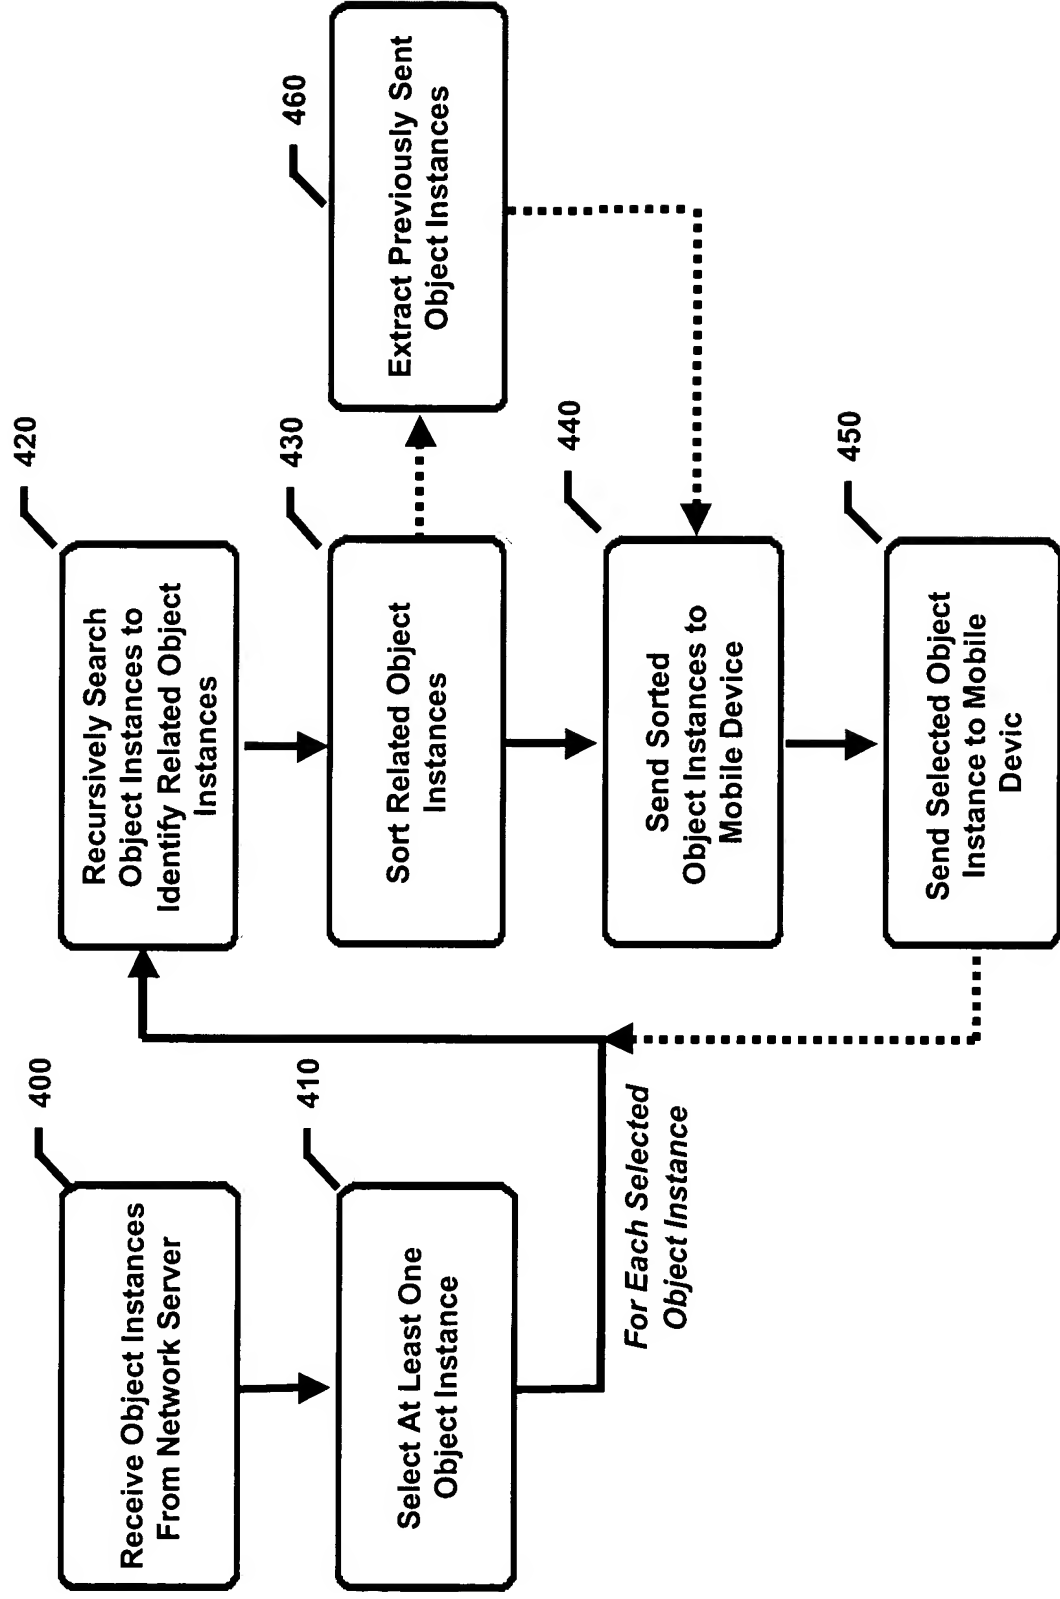 400
Receive Object Instances
From Network Server
410
Select At Least One
Object Instance
For Each Selected
Object Instance
420
Recursively Search
Object Instances to
Identify Related Object
Instances
430
Sort Related Object
Instances
460
Extract Previously Sent
Object Instances
440
Send Sorted
Object Instances to
Mobile Device
450
Send Selected Object
Instance to Mobile
Devic